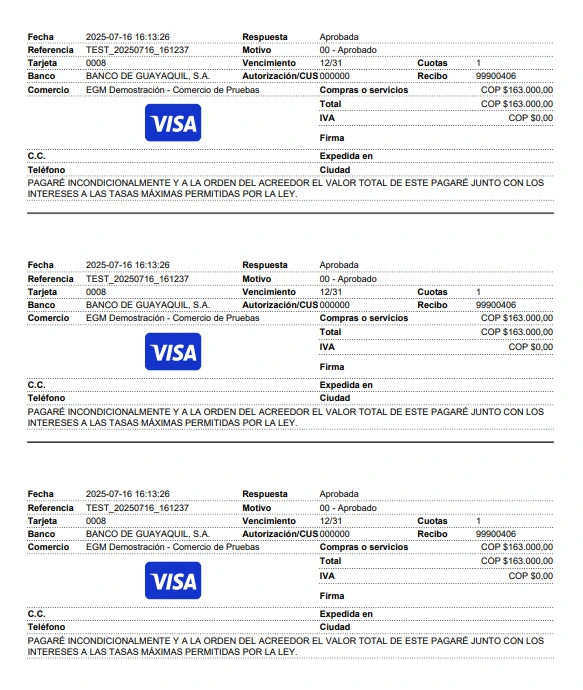 Fecha 2025-07-16 16:13:26 Respuesta Aprobada
Referencia TEST_20250716_161237 Motivo 00 - Aprobado
Tarjeta 0008 Vencimiento 12/31 Cuotas 1
Banco BANCO DE GUAYAQUIL, S.A. Autorización/CUS 000000 Recibo 99900406
Comercio EGM Demostración - Comercio de Pruebas Compras o servicios COP $163.000,00
Total COP $163.000,00
VISA
IVA COP $0,00
Firma
C.C. Expedida en
Teléfono Ciudad
PAGARÉ INCONDICIONALMENTE Y A LA ORDEN DEL ACREEDOR EL VALOR TOTAL DE ESTE PAGARÉ JUNTO CON LOS
INTERESES A LAS TASAS MÁXIMAS PERMITIDAS POR LA LEY.
Fecha 2025-07-16 16:13:26 Respuesta Aprobada
Referencia TEST_20250716_161237 Motivo 00 - Aprobado
Tarjeta 0008 Vencimiento 12/31 Cuotas 1
Banco BANCO DE GUAYAQUIL, S.A. Autorización/CUS 000000 Recibo 99900406
Comercio EGM Demostración - Comercio de Pruebas Compras o servicios COP $163.000,00
Total COP $163.000,00
VISA
IVA COP $0,00
Firma
C.C. Expedida en
Teléfono Ciudad
PAGARÉ INCONDICIONALMENTE Y A LA ORDEN DEL ACREEDOR EL VALOR TOTAL DE ESTE PAGARÉ JUNTO CON LOS
INTERESES A LAS TASAS MÁXIMAS PERMITIDAS POR LA LEY.
Fecha 2025-07-16 16:13:26 Respuesta Aprobada
Referencia TEST_20250716_161237 Motivo 00 - Aprobado
Tarjeta 0008 Vencimiento 12/31 Cuotas 1
Banco BANCO DE GUAYAQUIL, S.A. Autorización/CUS 000000 Recibo 99900406
Comercio EGM Demostración - Comercio de Pruebas Compras o servicios COP $163.000,00
Total COP $163.000,00
VISA
IVA COP $0,00
Firma
C.C. Expedida en
Teléfono Ciudad
PAGARÉ INCONDICIONALMENTE Y A LA ORDEN DEL ACREEDOR EL VALOR TOTAL DE ESTE PAGARÉ JUNTO CON LOS
INTERESES A LAS TASAS MÁXIMAS PERMITIDAS POR LA LEY.